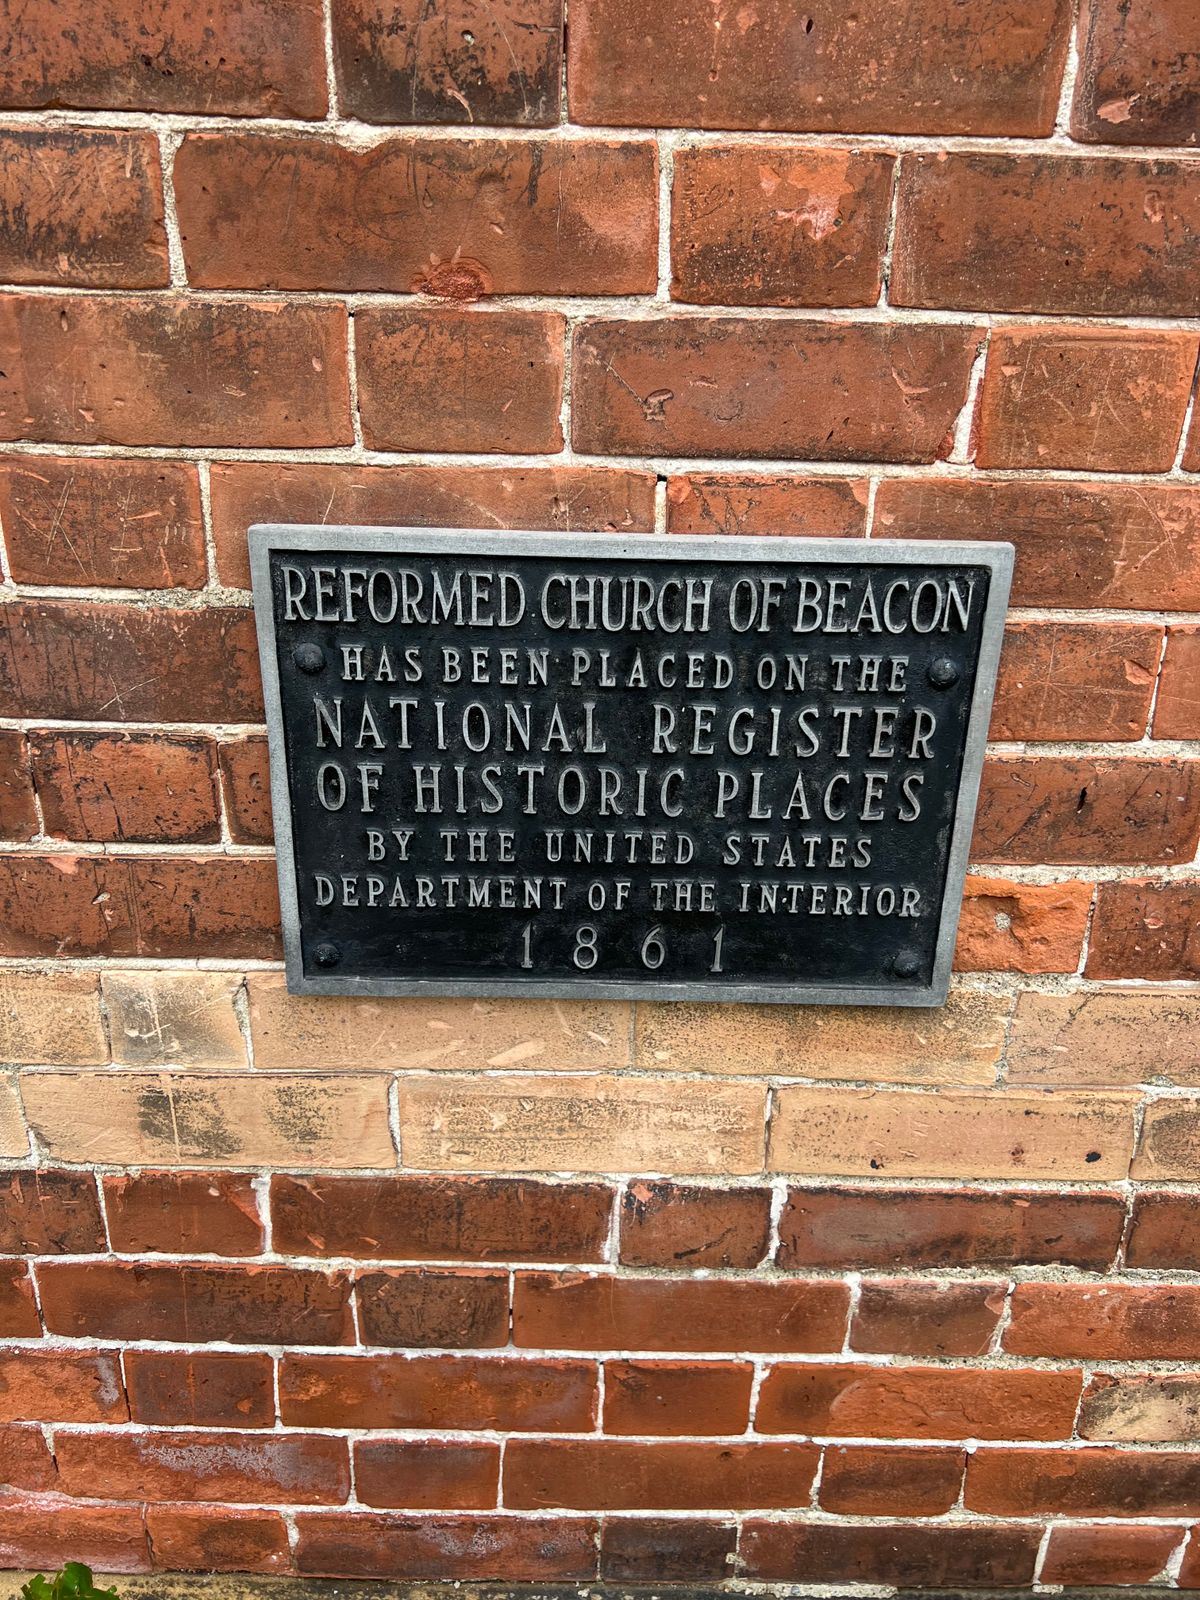 REFORMED CHURCH OF BEACON
HAS BEEN PLACED ON THE
NATIONAL REGISTER
OF HISTORIC PLACES
BY THE UNITED STATES
DEPARTMENT OF THE INTERIOR
1861